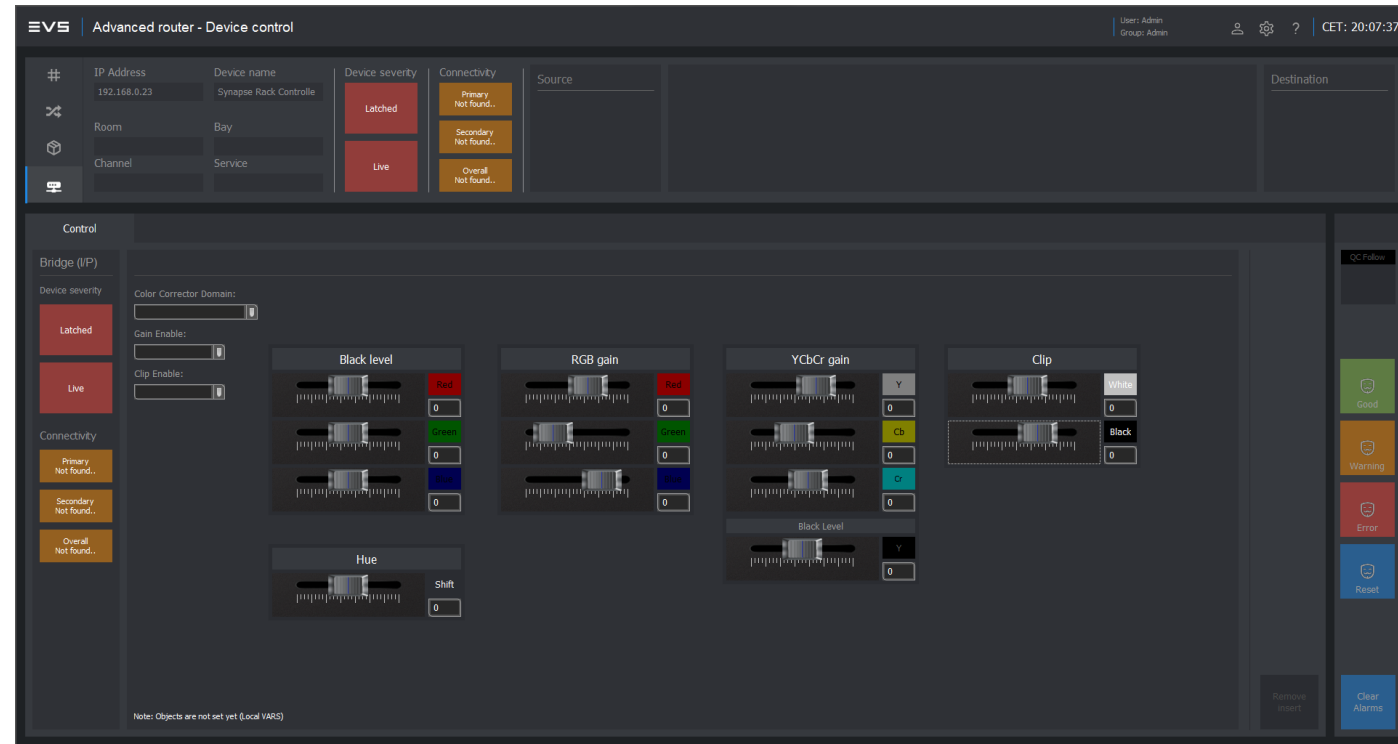 EVS
Advanced router - Device control
User: Admin
Group: Admin
?
CET: 20:07:37
IP Address
192.168.0.23
Device name
Synapse Rack Controlle
Room
Bay
Channel
Service
Device severity
Latched
Live
Connectivity
Primary
Not found..
Secondary
Not found..
Overall
Not found..
Source
Destination
Control
Bridge (I/P)
Device severity
Latched
Live
Connectivity
Primary
Not found..
Secondary
Not found..
Overall
Not found..
Color Corrector Domain:
Gain Enable:
Clip Enable:
Black level
Red
0
Green
0
0
Hue
Shift
0
RGB gain
Red
0
Green
0
0
YCbCr gain
Y
0
Cb
0
Cr
0
Black Level
Y
0
Clip
White
0
Black
0
Note: Objects are not set yet (Local VARS)
Remove
Insert
QC Follow
Good
Warning
Error
Reset
Clear
Alarms